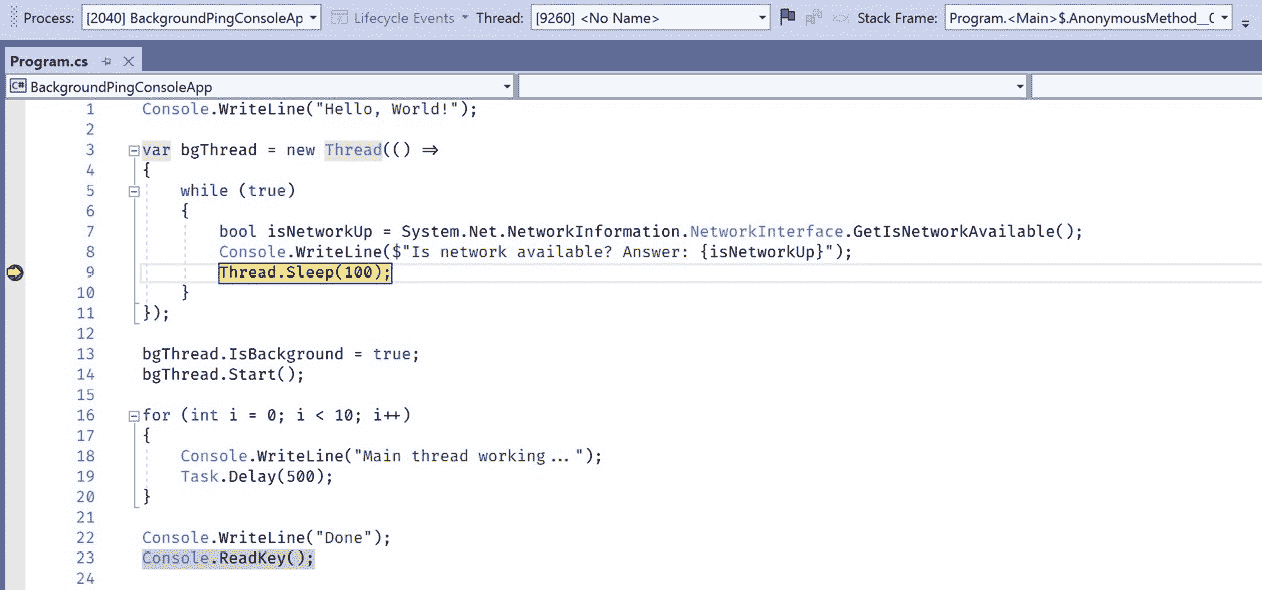 Process: [2040] BackgroundPingConsoleAp Lifecycle Events Thread: [9260] <No Name> Stack Frame: Program.<Main>$.AnonymousMethod__0
Program.cs
C# BackgroundPingConsoleApp
1 Console.WriteLine("Hello, World!");
2
3 var bgThread = new Thread(() =>
4 {
5 while (true)
6 {
7 bool isNetworkUp = System.Net.NetworkInformation.NetworkInterface.GetIsNetworkAvailable();
8 Console.WriteLine($"Is network available? Answer: {isNetworkUp}");
9 Thread.Sleep(100);
10 }
11 });
12
13 bgThread.IsBackground = true;
14 bgThread.Start();
15
16 for (int i = 0; i < 10; i++)
17 {
18 Console.WriteLine("Main thread working...");
19 Task.Delay(500);
20 }
21
22 Console.WriteLine("Done");
23 Console.ReadKey();
24